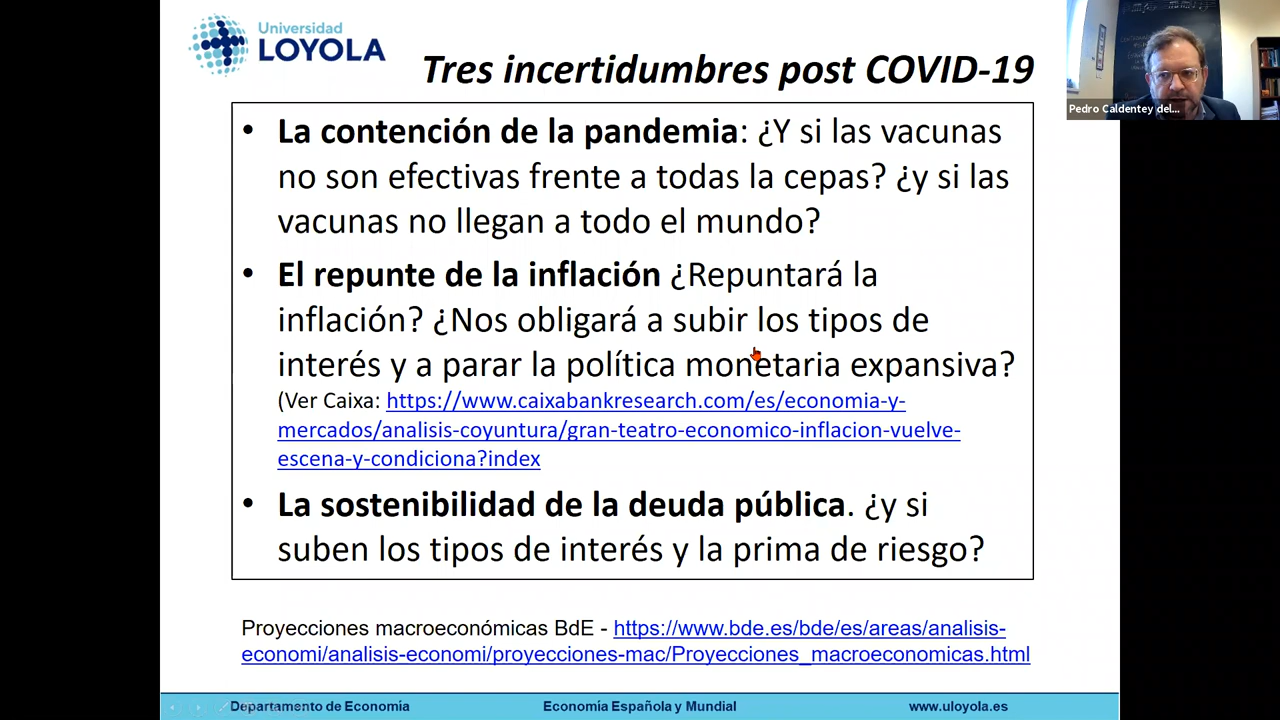 Universidad
LOYOLA
Tres incertidumbres post COVID-19
Pedro Caldentey del...
• La contención de la pandemia: ¿Y si las vacunas
no son efectivas frente a todas la cepas? ¿y si las
vacunas no llegan a todo el mundo?
• El repunte de la inflación ¿Repuntará la
inflación? ¿Nos obligará a subir los tipos de
interés y a parar la política monetaria expansiva?
(Ver Caixa: https://www.caixabankresearch.com/es/economia-y-
mercados/analisis-coyuntura/gran-teatro-economico-inflacion-vuelve-
escena-y-condiciona?index
• La sostenibilidad de la deuda pública. ¿y si
suben los tipos de interés y la prima de riesgo?
Proyecciones macroeconómicas BdE - https://www.bde.es/bde/es/areas/analisis-
economi/analisis-economi/proyecciones-mac/Proyecciones_macroeconomicas.html
Departamento de Economía
Economía Española y Mundial
www.uloyola.es